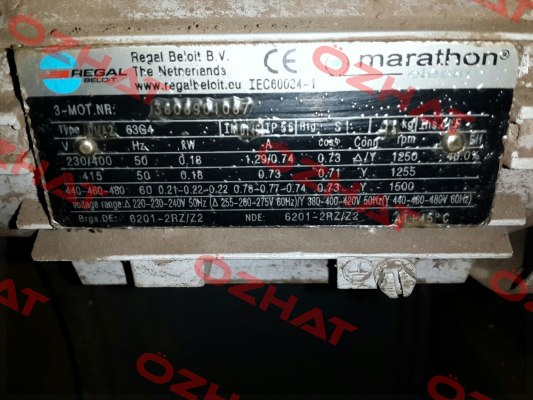 REGAL
BELOIT
Regal Beloit B.V.
The Netherlands
www.regalbeloit.eu IEC60034-1
CE
marathon®
3-MOT.NR:
Type 63G4 IP55 S1 kg
V Hz kW A cosφ Conn rpm
230/400 50 0.18 1.29/0.74 0.73 Δ/Y 1250
415 50 0.18 0.73 0.71 Y 1255
440-460-480 60 0.21-0.22-0.22 0.78-0.77-0.74 0.73 Y 1500
Voltage range: Δ 220-230-240V 50Hz (Δ 255-260-275V 60Hz)/Y 380-400-420V 50Hz(Y 440-460-480V 60Hz)
Brgs.DE: 6201-2RZ/Z2 NDE: 6201-2RZ/Z2
OZHAT
OZHAT
OZHAT
OZHAT